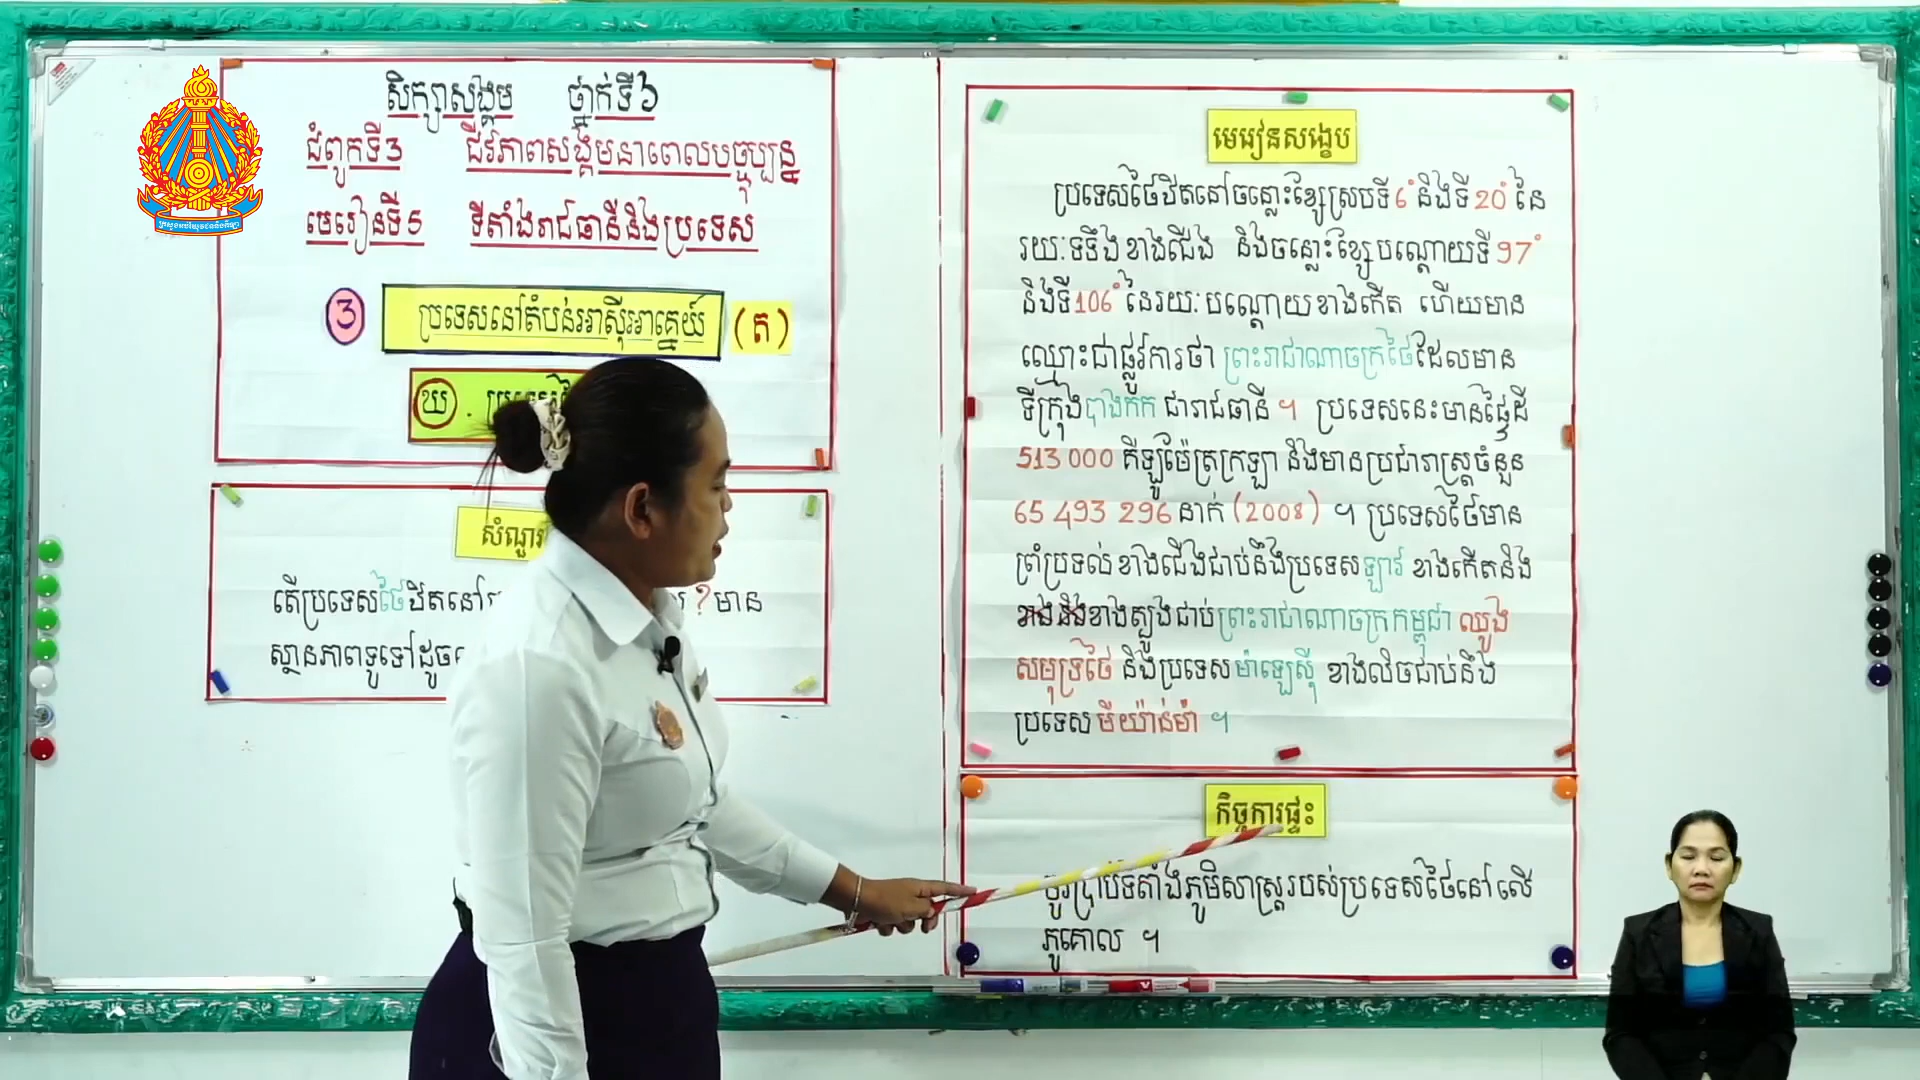 សិក្សាសង្គម ថ្នាក់ទី៦
ជំពូកទី3 ជីវភាពសង្គមនាពេលបច្ចុប្បន្ន
មេរៀនទី5 ទីតាំងរាជធានីនិងប្រទេស
3 ប្រទេសនៅតំបន់អាស៊ីអាគ្នេយ៍ (ត)
ឃ.
តើប្រទេសថៃឋិតនៅ ? មាន
ស្ថានភាពទូទៅដូច
មេរៀនសង្ខេប
ប្រទេសថៃឋិតនៅចន្លោះខ្សែស្របទី 6° និងទី 20° នៃ
រយៈទទឹងខាងជើង និងចន្លោះខ្សែបណ្តោយទី 97°
និងទី 106° នៃរយៈបណ្តោយខាងកើត ហើយមាន
ឈ្មោះជាផ្លូវការថា ព្រះរាជាណាចក្រថៃដែលមាន
ទីក្រុងបាងកក ជារាជធានី ។ ប្រទេសនេះមានផ្ទៃដី
513 000 គីឡូម៉ែត្រក្រឡា និងមានប្រជារាស្ត្រចំនួន
65 493 296 នាក់ (2008) ។ ប្រទេសថៃមាន
ព្រំប្រទល់ខាងជើងជាប់នឹងប្រទេសឡាវ ខាងកើតនិង
ខាងត្បូងជាប់ព្រះរាជាណាចក្រកម្ពុជា ឈូង
សមុទ្រថៃ និងប្រទេសម៉ាឡេស៊ី ខាងលិចជាប់នឹង
ប្រទេស មីយ៉ាន់ម៉ា ។
កិច្ចការផ្ទះ
ចូរប្រាប់ទីតាំងភូមិសាស្ត្ររបស់ប្រទេសថៃនៅលើ
ភូគោល ។